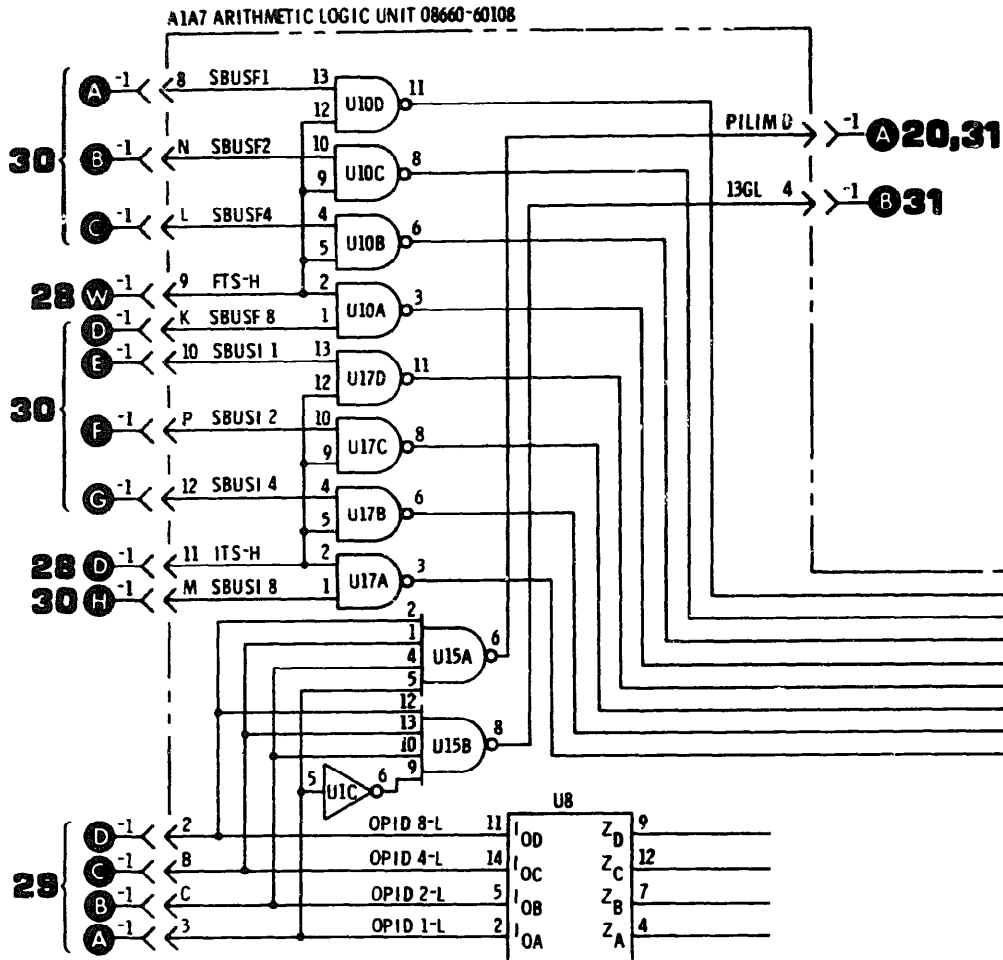 A1A7 ARITHMETIC LOGIC UNIT 08660-60108
A -1 8 SBUSF1 13 U10D 11
12
PILIM D -1 A 20,31
30
B -1 N SBUSF2 10 U10C 8
9
13GL 4 -1 B 31
C -1 L SBUSF4 4 U10B 6
5
28 W -1 9 FTS-H 2 U10A 3
D -1 K SBUSF 8 1
E -1 10 SBUSI 1 13 U17D 11
12
30
F -1 P SBUSI 2 10 U17C 8
9
G -1 12 SBUSI 4 4 U17B 6
5
28 D -1 11 ITS-H 2 U17A 3
30 H -1 M SBUSI 8 1
2
1 U15A 6
4
5
12
13 U15B 8
10
9
5 U1C 6
U8
D -1 2 OPID 8-L 11 IOD ZD 9
29
C -1 B OPID 4-L 14 IOC ZC 12
B -1 C OPID 2-L 5 IOB ZB 7
A -1 3 OPID 1-L 2 IOA ZA 4